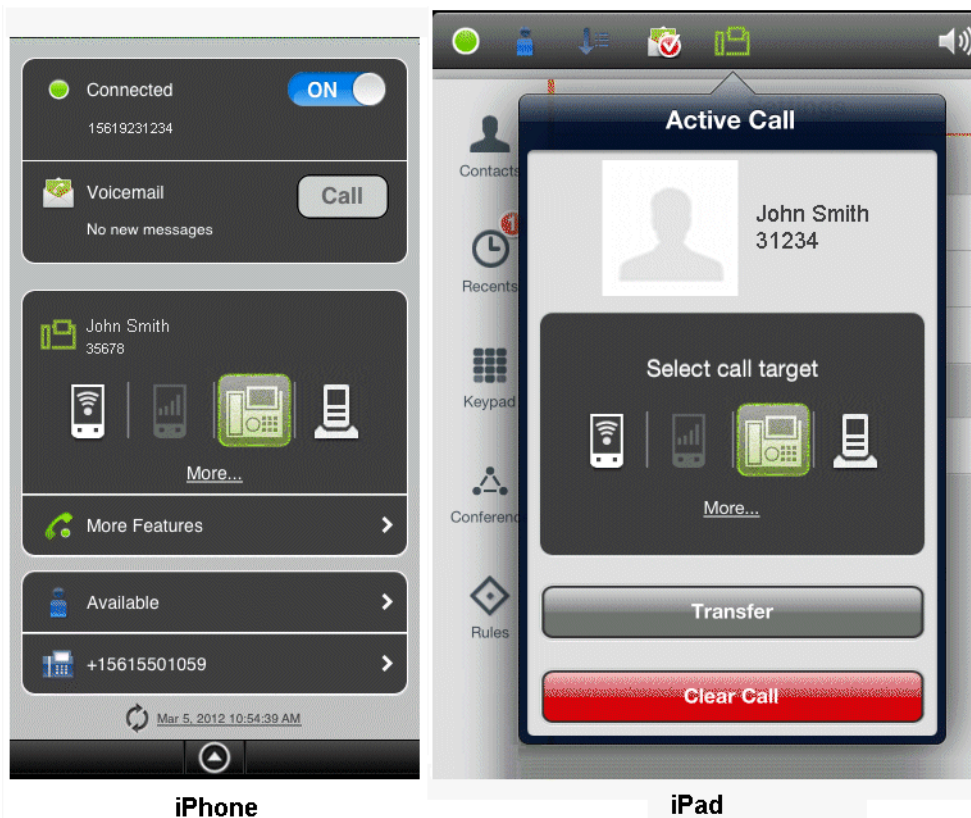 Connected
ON
15619231234
Voicemail
Call
No new messages
John Smith
35678
More...
More Features
Available
+15615501059
Mar 5, 2012 10:54:39 AM
iPhone
Active Call
Contacts
John Smith
31234
1
Recents
Select call target
Keypad
More...
Conferenc
Rules
Transfer
Clear Call
iPad